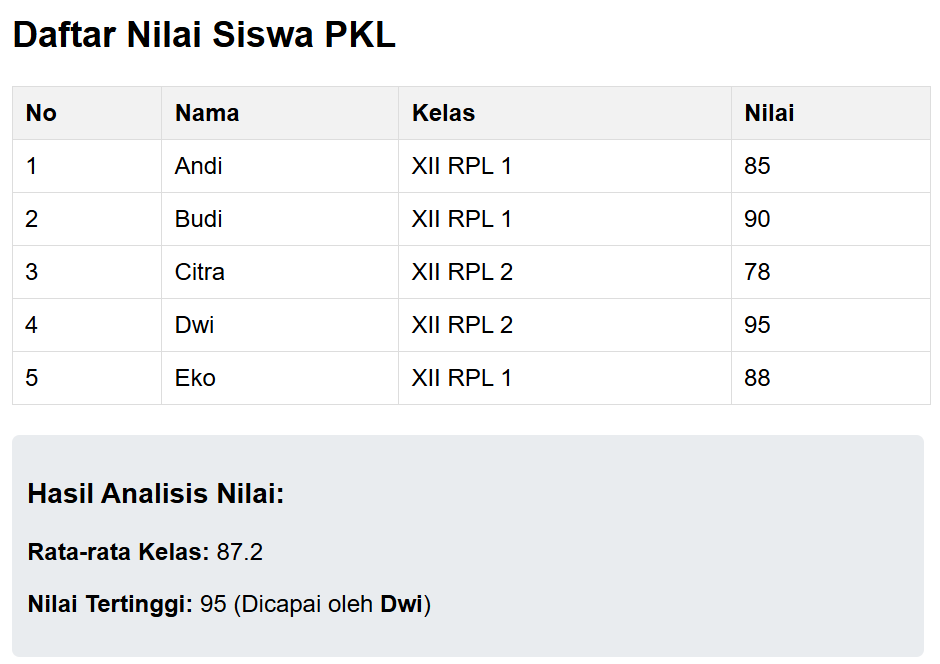 Daftar Nilai Siswa PKL
No Nama Kelas Nilai
1 Andi XII RPL 1 85
2 Budi XII RPL 1 90
3 Citra XII RPL 2 78
4 Dwi XII RPL 2 95
5 Eko XII RPL 1 88
Hasil Analisis Nilai:
Rata-rata Kelas: 87.2
Nilai Tertinggi: 95 (Dicapai oleh Dwi)